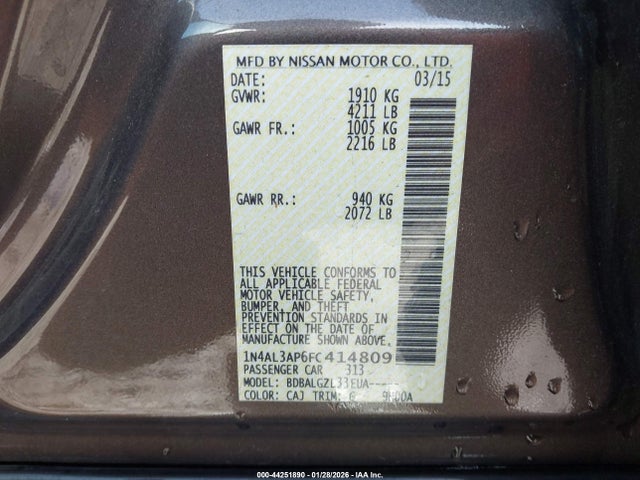 MFD BY NISSAN MOTOR CO., LTD.
DATE: 03/15
GVWR: 1910 KG
4211 LB
GAWR FR.: 1005 KG
2216 LB
GAWR RR.: 940 KG
2072 LB
THIS VEHICLE CONFORMS TO
ALL APPLICABLE FEDERAL
MOTOR VEHICLE SAFETY,
BUMPER, AND THEFT
PREVENTION STANDARDS IN
EFFECT ON THE DATE OF
MANUFACTURE SHOWN ABOVE.
1N4AL3AP6FC414809
PASSENGER CAR 313
MODEL: BDBALGZL33EUA---
COLOR: CAJ TRIM:
000-44251890 - 01/28/2026 - IAA Inc.